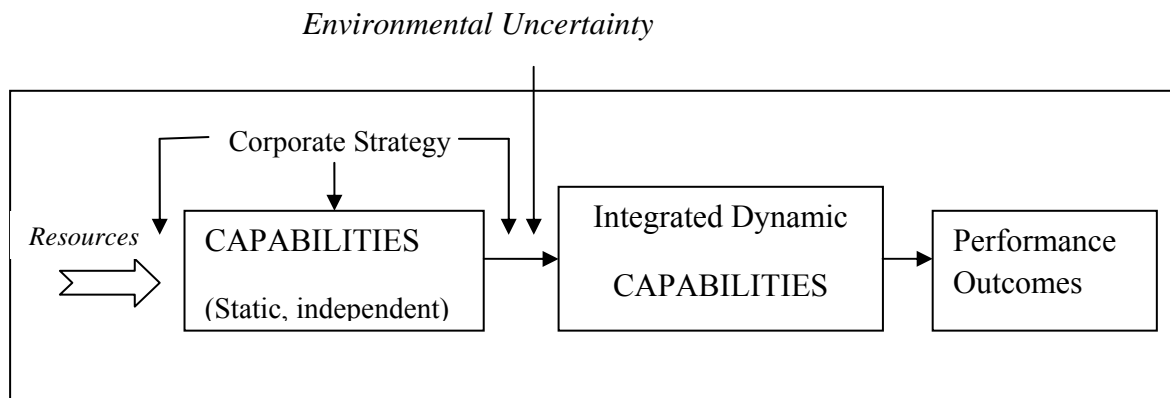 Environmental Uncertainty
Corporate Strategy
Resources
CAPABILITIES
(Static, independent)
Integrated Dynamic
CAPABILITIES
Performance
Outcomes